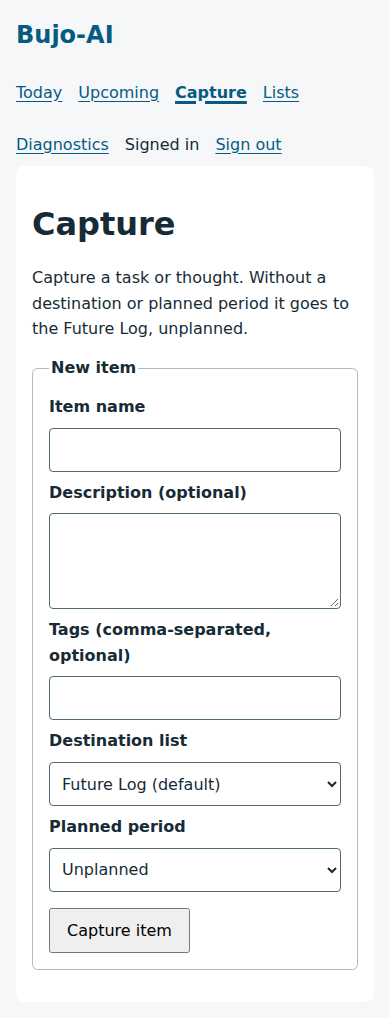 Bujo-AI
Today Upcoming Capture Lists
Diagnostics Signed in Sign out
Capture
Capture a task or thought. Without a
destination or planned period it goes to
the Future Log, unplanned.
New item
Item name
Description (optional)
Tags (comma-separated,
optional)
Destination list
Future Log (default)
Planned period
Unplanned
Capture item